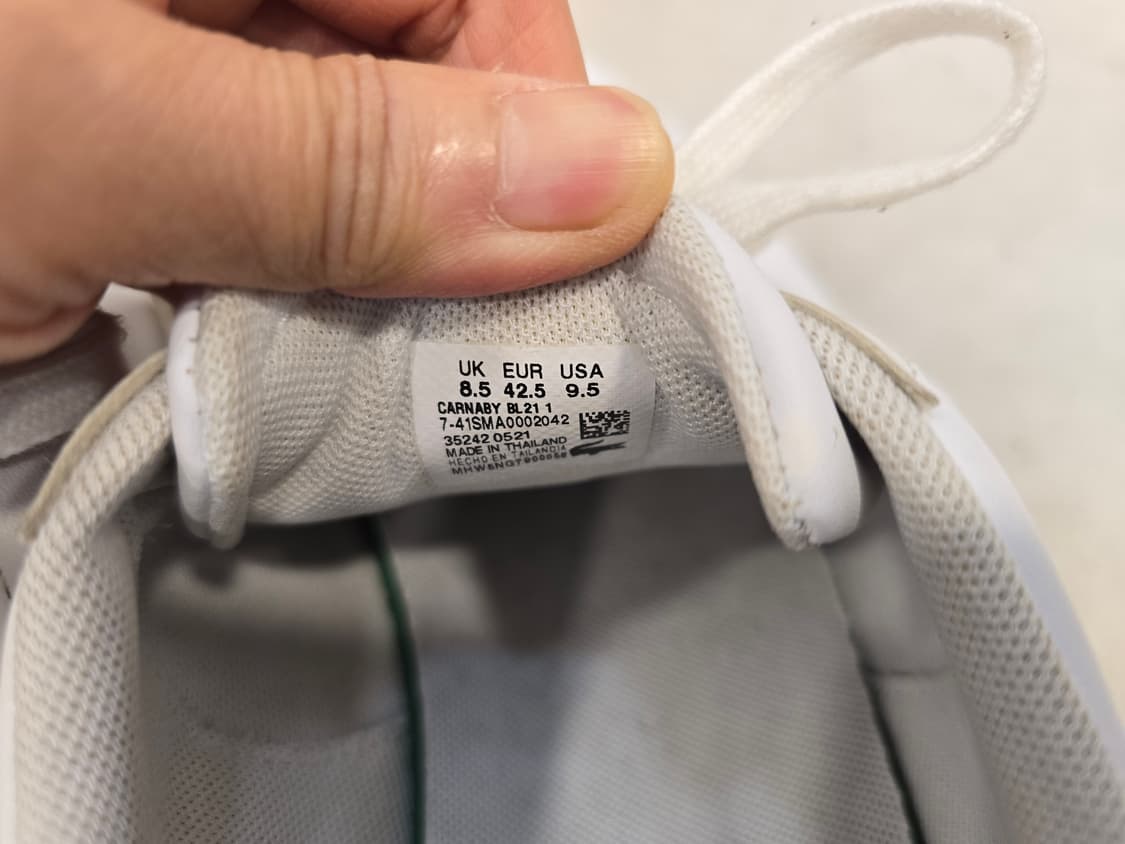 UK EUR USA
8.5 42.5 9.5
CARNABY BL21 1
7-41SMA0002042
35242 0521
MADE IN THAILAND
HECHO EN TAILANDIA